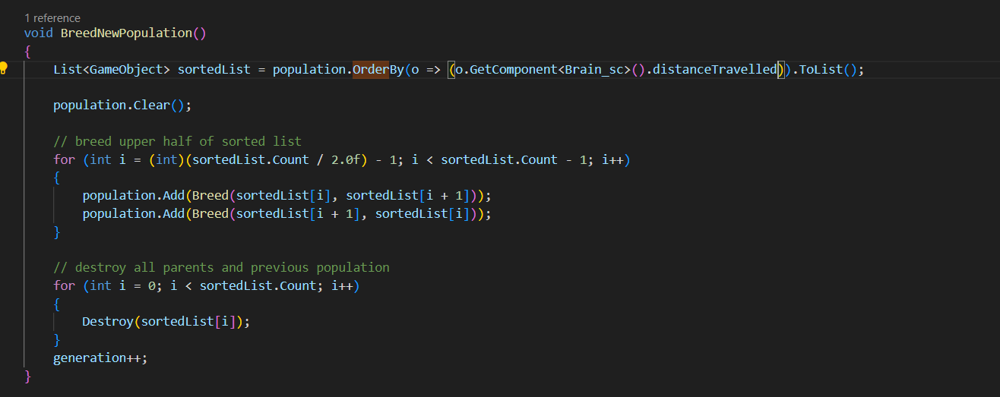 1 reference
void BreedNewPopulation()
{
List<GameObject> sortedList = population.OrderBy(o => (o.GetComponent<Brain_sc>().distanceTravelled)).ToList();
population.Clear();
// breed upper half of sorted list
for (int i = (int)(sortedList.Count / 2.0f) - 1; i < sortedList.Count - 1; i++)
{
population.Add(Breed(sortedList[i], sortedList[i + 1]));
population.Add(Breed(sortedList[i + 1], sortedList[i]));
}
// destroy all parents and previous population
for (int i = 0; i < sortedList.Count; i++)
{
Destroy(sortedList[i]);
}
generation++;
}